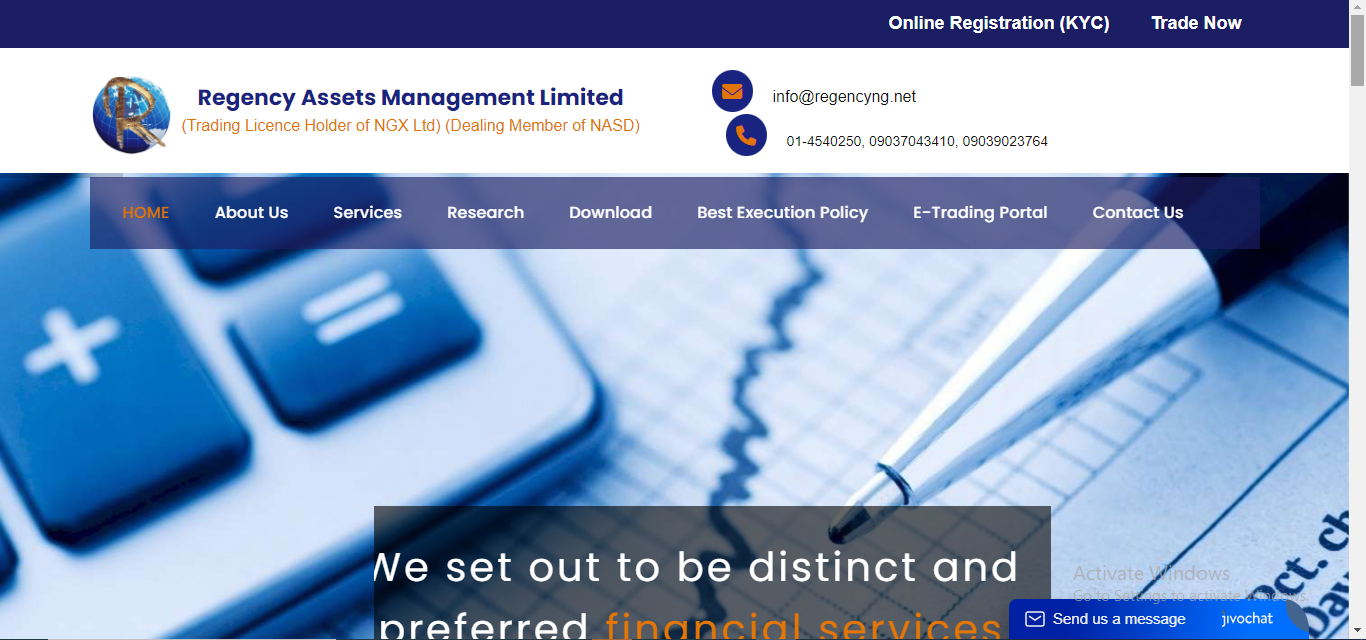 Online Registration (KYC) Trade Now
Regency Assets Management Limited
(Trading Licence Holder of NGX Ltd) (Dealing Member of NASD)
info@regencyng.net
01-4540250, 09037043410, 09039023764
HOME About Us Services Research Download Best Execution Policy E-Trading Portal Contact Us
We set out to be distinct and
preferred financial services
Activate Windows
Go to Settings to activate Windows.
Send us a message jivochat